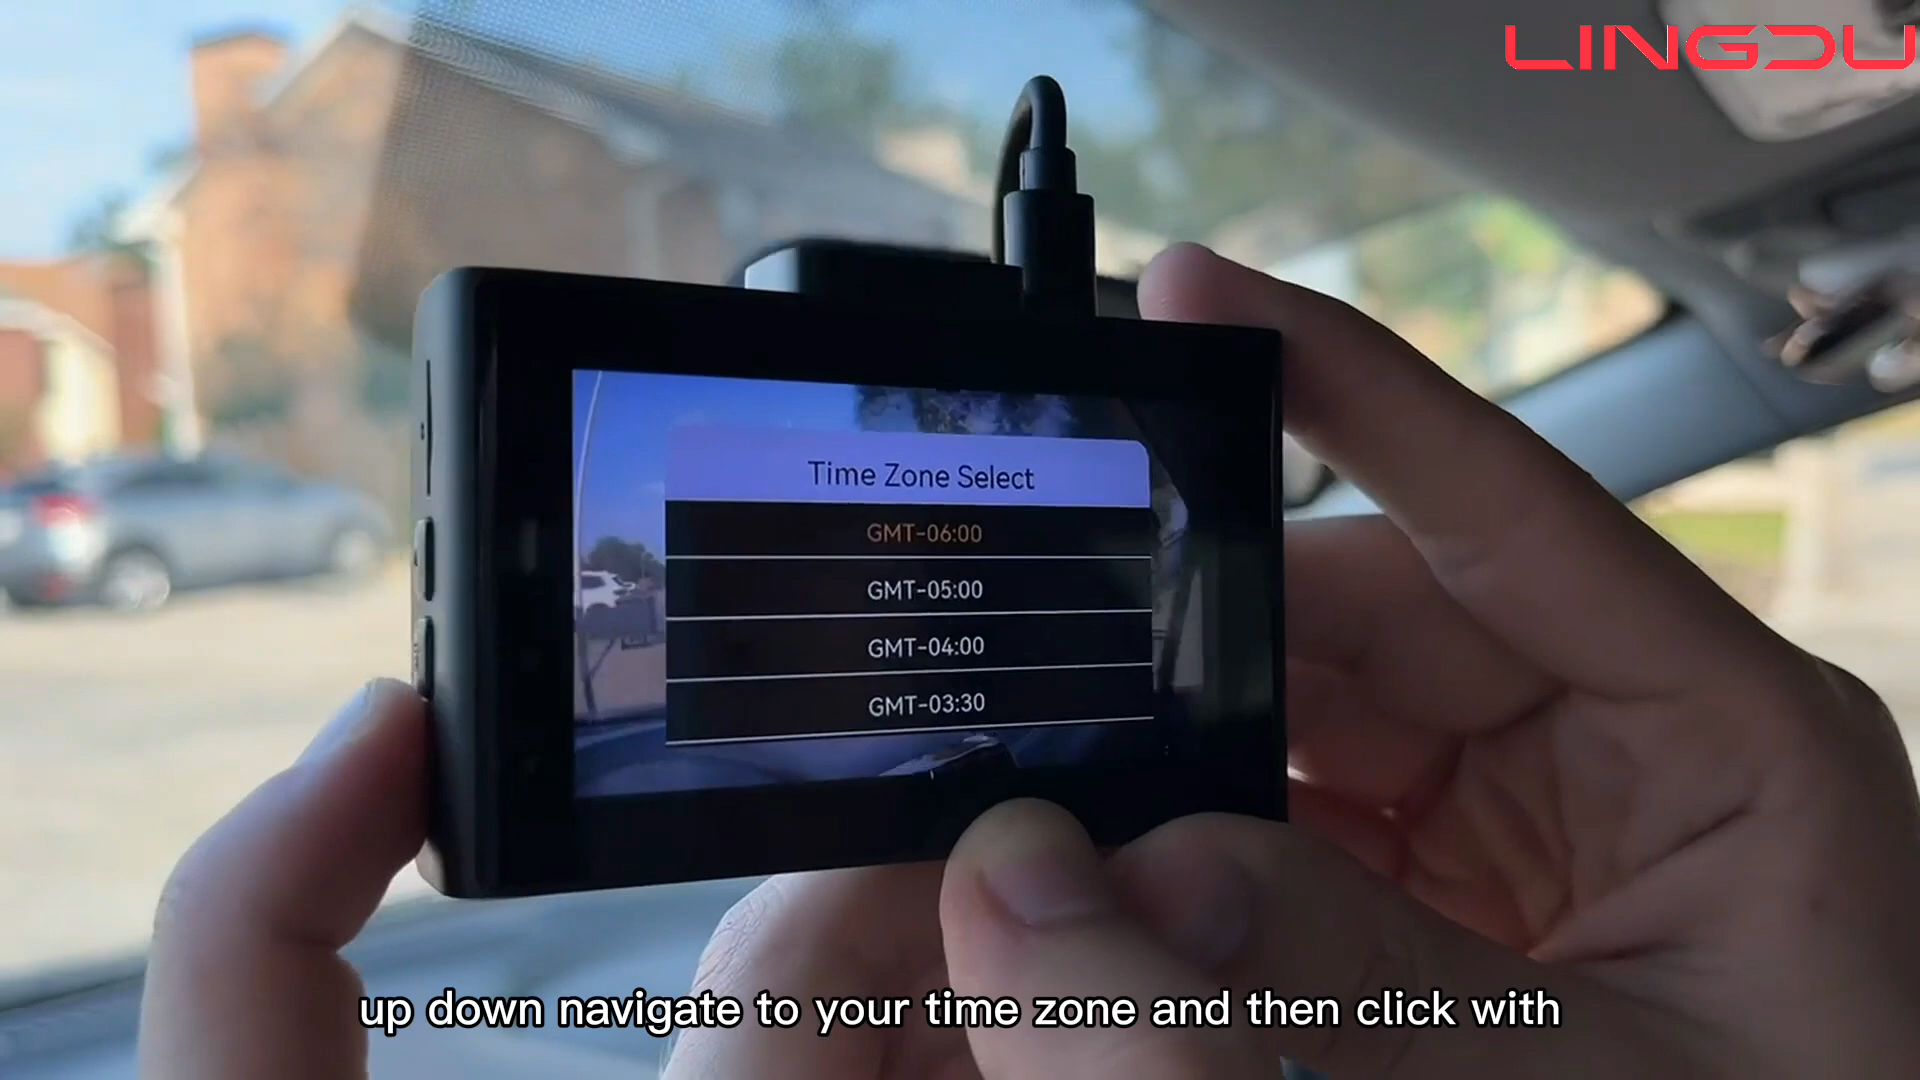 LINGDU
Time Zone Select
GMT-06:00
GMT-05:00
GMT-04:00
GMT-03:30
up down navigate to your time zone and then click with